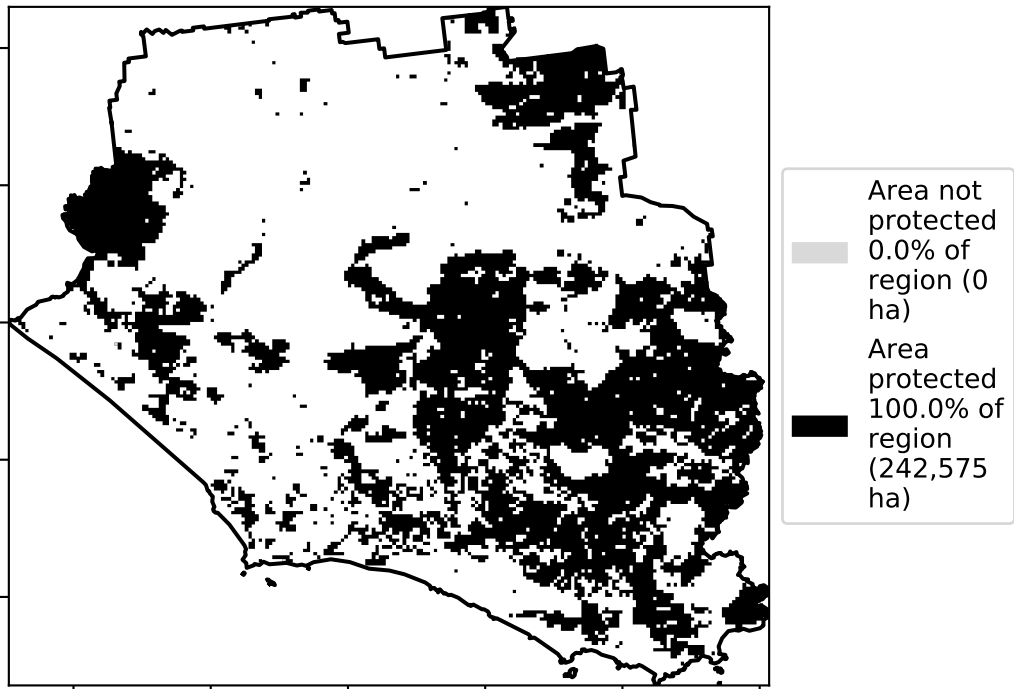 Area not
protected
0.0% of
region (0
ha)
Area
protected
100.0% of
region
(242,575
ha)